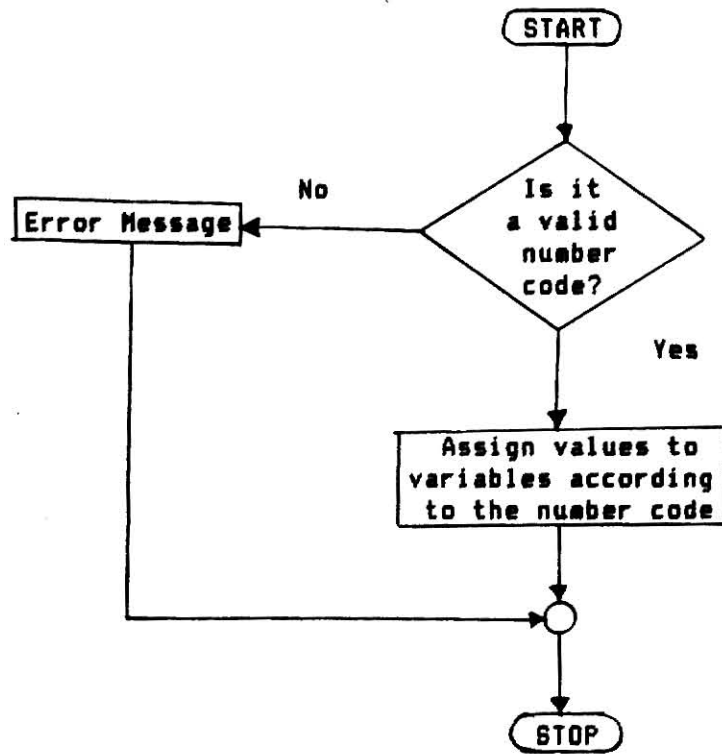 START
Is it
a valid
number
code?
No
Error Message
Yes
Assign values to
variables according
to the number code
STOP